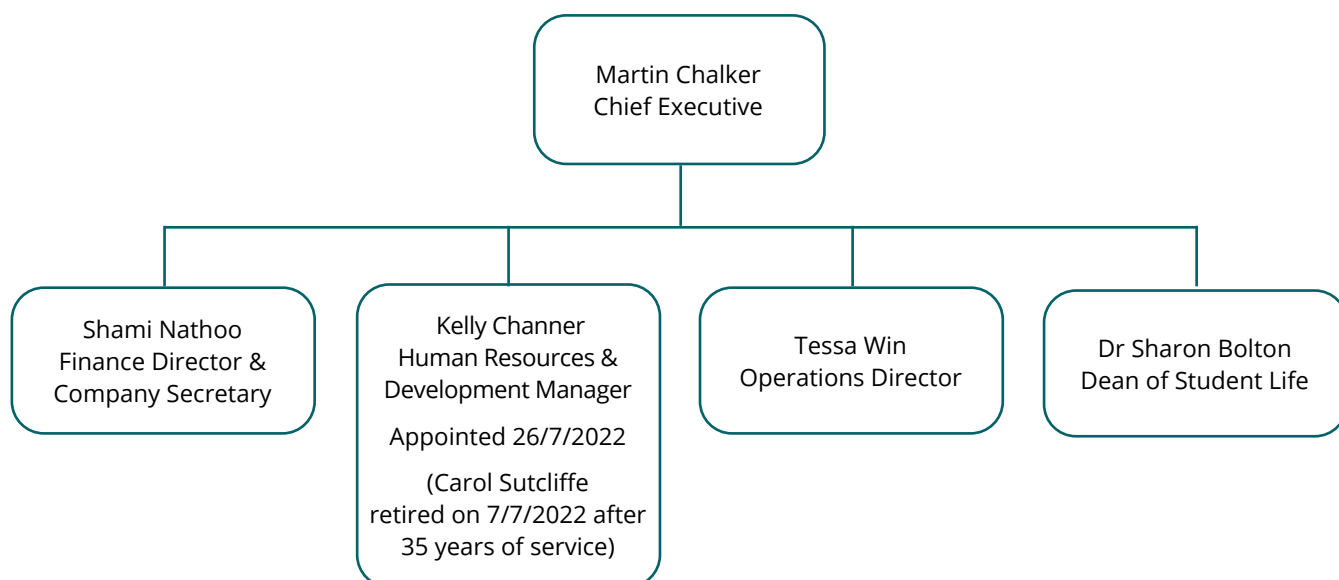 Martin Chalker
Chief Executive
Shami Nathoo
Finance Director &
Company Secretary
Kelly Channer
Human Resources &
Development Manager
Appointed 26/7/2022
(Carol Sutcliffe
retired on 7/7/2022 after
35 years of service)
Tessa Win
Operations Director
Dr Sharon Bolton
Dean of Student Life